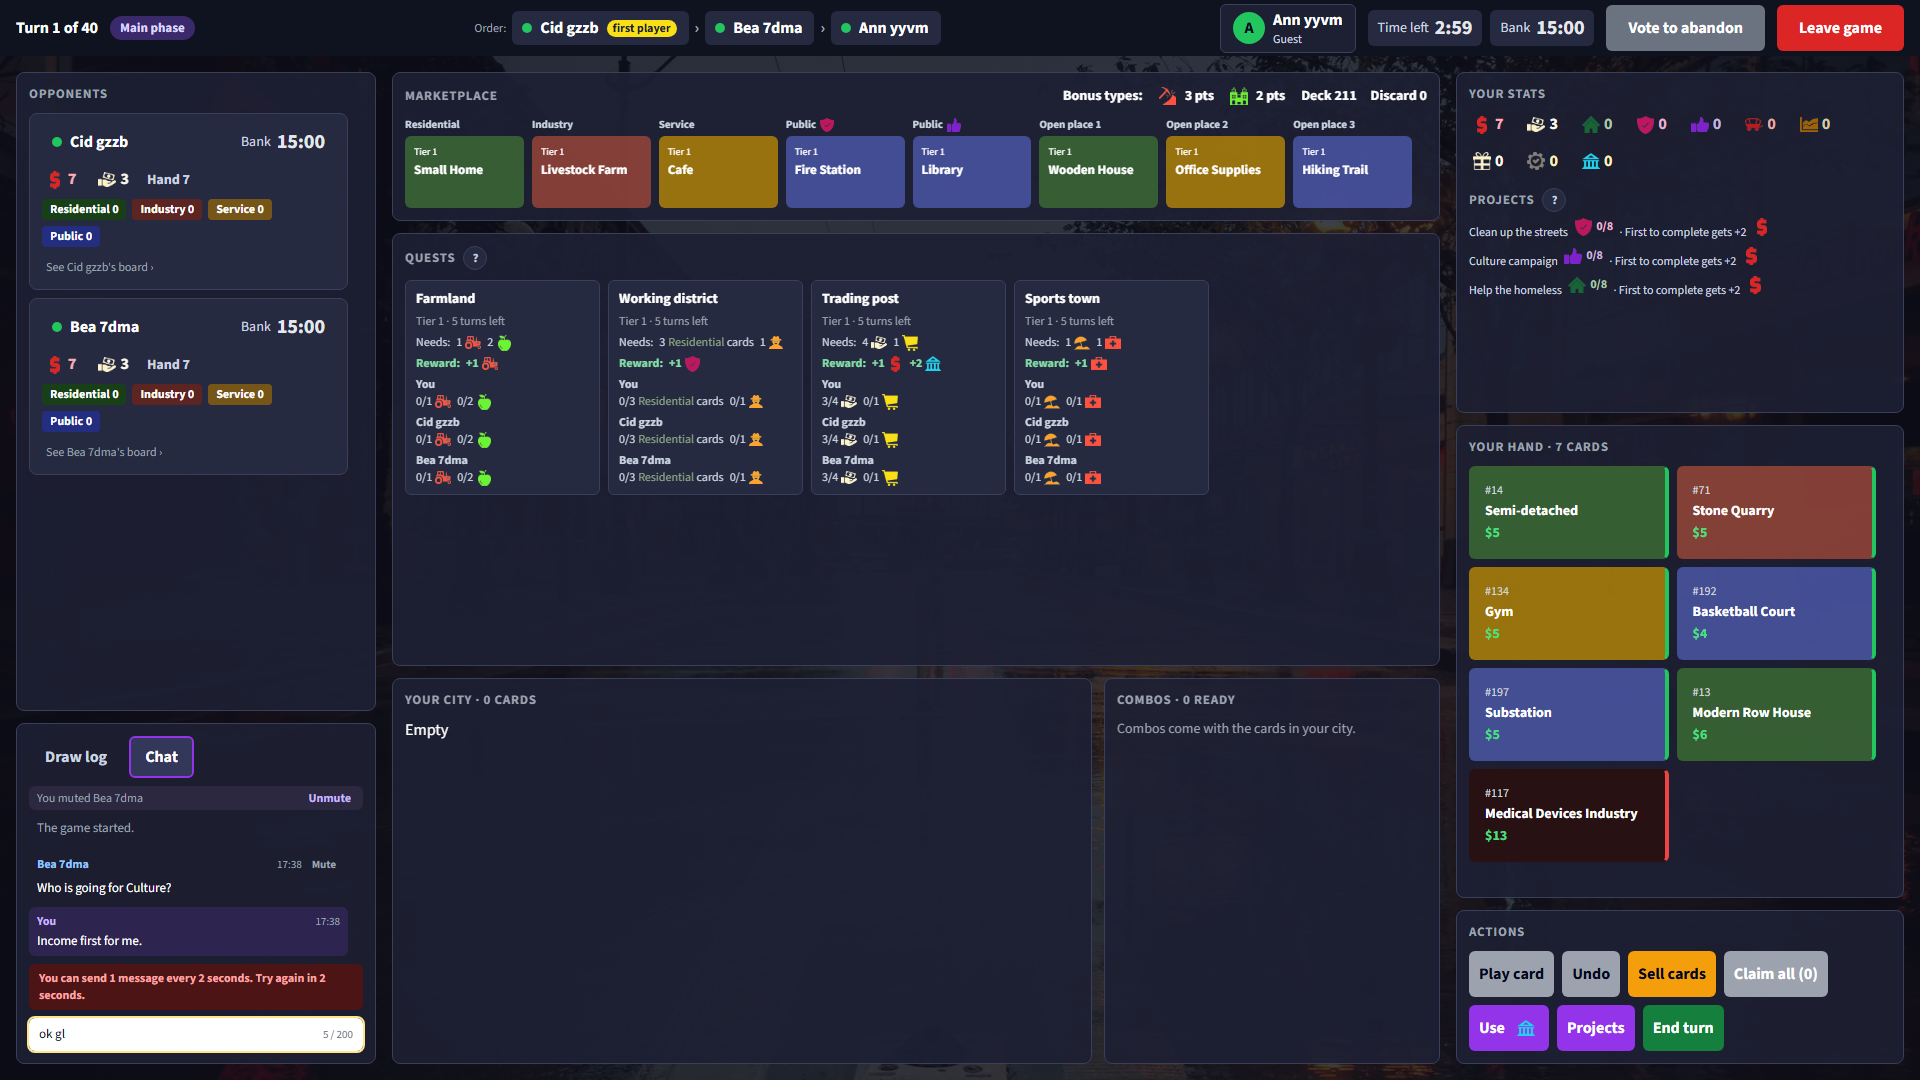 Turn 1 of 40 Main phase
Order: Cid gzzb first player › Bea 7dma › Ann yyvm
A Ann yyvm
Guest
Time left 2:59
Bank 15:00
Vote to abandon
Leave game
OPPONENTS
Cid gzzb Bank 15:00
7 3 Hand 7
Residential 0 Industry 0 Service 0
Public 0
See Cid gzzb's board ›
Bea 7dma Bank 15:00
7 3 Hand 7
Residential 0 Industry 0 Service 0
Public 0
See Bea 7dma's board ›
Draw log Chat
You muted Bea 7dma Unmute
The game started.
Bea 7dma 17:38 Mute
Who is going for Culture?
You 17:38
Income first for me.
You can send 1 message every 2 seconds. Try again in 2
seconds.
ok gl 5 / 200
MARKETPLACE
Bonus types: 3 pts 2 pts Deck 211 Discard 0
Residential
Tier 1
Small Home
Industry
Tier 1
Livestock Farm
Service
Tier 1
Cafe
Public
Tier 1
Fire Station
Public
Tier 1
Library
Open place 1
Tier 1
Wooden House
Open place 2
Tier 1
Office Supplies
Open place 3
Tier 1
Hiking Trail
QUESTS ?
Farmland
Tier 1 · 5 turns left
Needs: 1 2
Reward: +1
You
0/1 0/2
Cid gzzb
0/1 0/2
Bea 7dma
0/1 0/2
Working district
Tier 1 · 5 turns left
Needs: 3 Residential cards 1
Reward: +1
You
0/3 Residential cards 0/1
Cid gzzb
0/3 Residential cards 0/1
Bea 7dma
0/3 Residential cards 0/1
Trading post
Tier 1 · 5 turns left
Needs: 4 1
Reward: +1 $ +2
You
3/4 0/1
Cid gzzb
3/4 0/1
Bea 7dma
3/4 0/1
Sports town
Tier 1 · 5 turns left
Needs: 1 1
Reward: +1
You
0/1 0/1
Cid gzzb
0/1 0/1
Bea 7dma
0/1 0/1
YOUR CITY · 0 CARDS
Empty
COMBOS · 0 READY
Combos come with the cards in your city.
YOUR STATS
$ 7 3 0 0 0 0 0
0 0 0
PROJECTS ?
Clean up the streets 0/8 · First to complete gets +2 $
Culture campaign 0/8 · First to complete gets +2 $
Help the homeless 0/8 · First to complete gets +2 $
YOUR HAND · 7 CARDS
#14
Semi-detached
$5
#71
Stone Quarry
$5
#134
Gym
$5
#192
Basketball Court
$4
#197
Substation
$5
#13
Modern Row House
$6
#117
Medical Devices Industry
$13
ACTIONS
Play card
Undo
Sell cards
Claim all (0)
Use
Projects
End turn